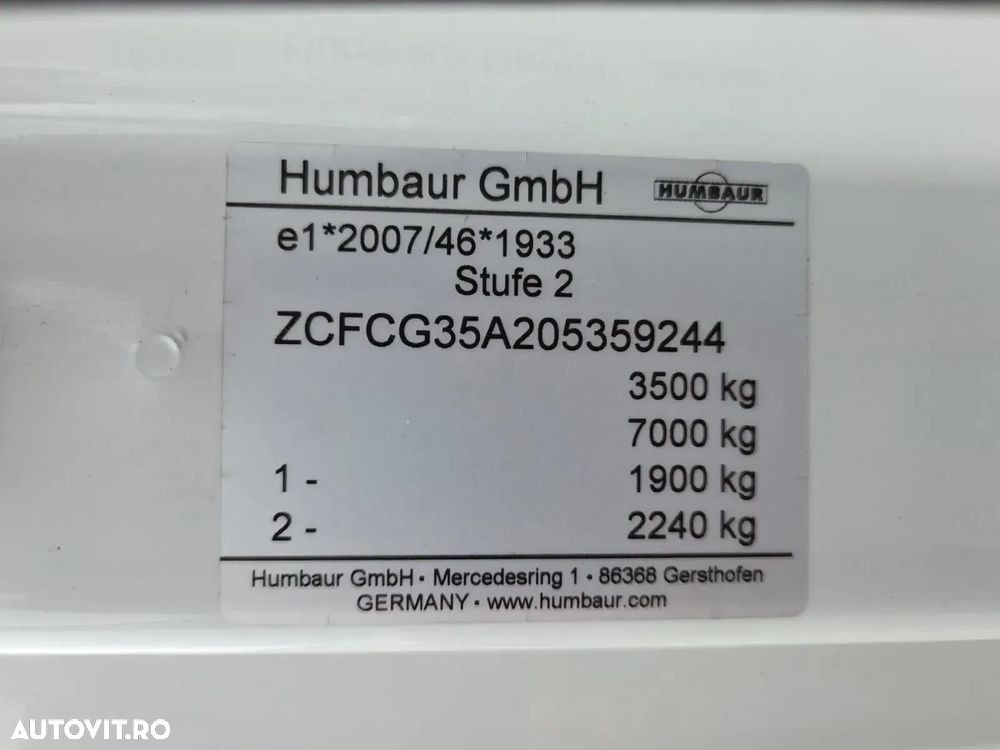 Humbaur GmbH
HUMBAUR
e1*2007/46*1933
Stufe 2
ZCFCG35A205359244
3500 kg
7000 kg
1 - 1900 kg
2 - 2240 kg
Humbaur GmbH • Mercedesring 1 • 86368 Gersthofen
GERMANY • www.humbaur.com
AUTOVIT.RO